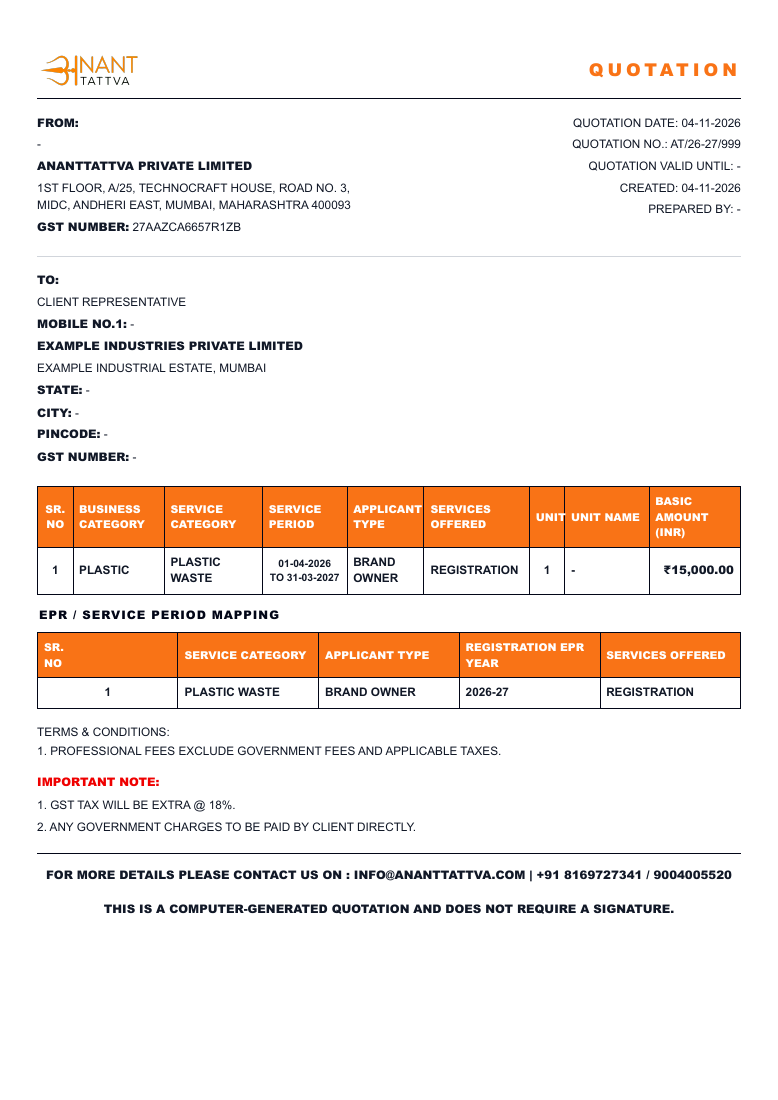 ANANT
TATTVA
QUOTATION
FROM:
-
ANANTTATTVA PRIVATE LIMITED
1ST FLOOR, A/25, TECHNOCRAFT HOUSE, ROAD NO. 3,
MIDC, ANDHERI EAST, MUMBAI, MAHARASHTRA 400093
GST NUMBER: 27AAZCA6657R1ZB
QUOTATION DATE: 04-11-2026
QUOTATION NO.: AT/26-27/999
QUOTATION VALID UNTIL: -
CREATED: 04-11-2026
PREPARED BY: -
TO:
CLIENT REPRESENTATIVE
MOBILE NO.1: -
EXAMPLE INDUSTRIES PRIVATE LIMITED
EXAMPLE INDUSTRIAL ESTATE, MUMBAI
STATE: -
CITY: -
PINCODE: -
GST NUMBER: -
SR. NO BUSINESS CATEGORY SERVICE CATEGORY SERVICE PERIOD APPLICANT TYPE SERVICES OFFERED UNIT UNIT NAME BASIC AMOUNT (INR)
1 PLASTIC PLASTIC WASTE 01-04-2026 TO 31-03-2027 BRAND OWNER REGISTRATION 1 - ₹15,000.00
EPR / SERVICE PERIOD MAPPING
SR. NO SERVICE CATEGORY APPLICANT TYPE REGISTRATION EPR YEAR SERVICES OFFERED
1 PLASTIC WASTE BRAND OWNER 2026-27 REGISTRATION
TERMS & CONDITIONS:
1. PROFESSIONAL FEES EXCLUDE GOVERNMENT FEES AND APPLICABLE TAXES.
IMPORTANT NOTE:
1. GST TAX WILL BE EXTRA @ 18%.
2. ANY GOVERNMENT CHARGES TO BE PAID BY CLIENT DIRECTLY.
FOR MORE DETAILS PLEASE CONTACT US ON : INFO@ANANTTATTVA.COM | +91 8169727341 / 9004005520
THIS IS A COMPUTER-GENERATED QUOTATION AND DOES NOT REQUIRE A SIGNATURE.